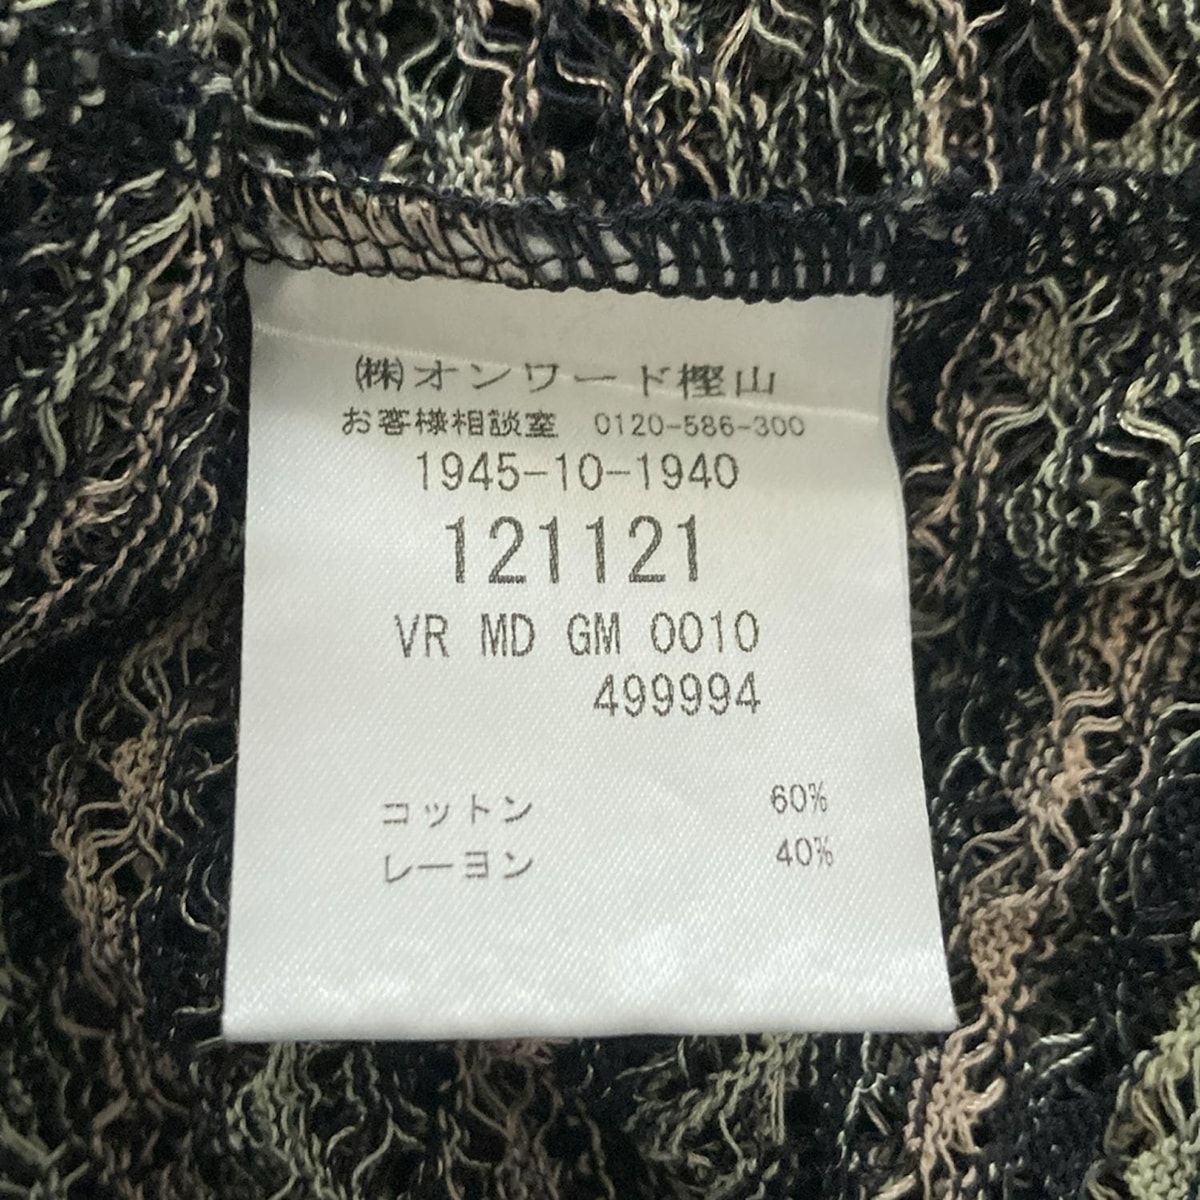 (株)オンワード樫山
お客様相談室 0120-586-300
1945-10-1940
121121
VR MD GM 0010
499994
コットン 60%
レーヨン 40%